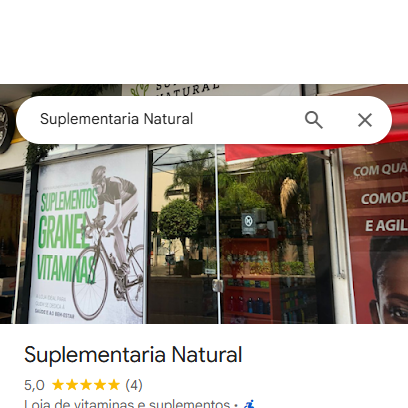 NATURAL
Suplementaria Natural
SUPLEMENTOS
GRANEL
VITAMINAS
COM QUA
COMOD
E AGIL
Suplementaria Natural
5,0 (4)
Loja de vitaminas e suplementos ·